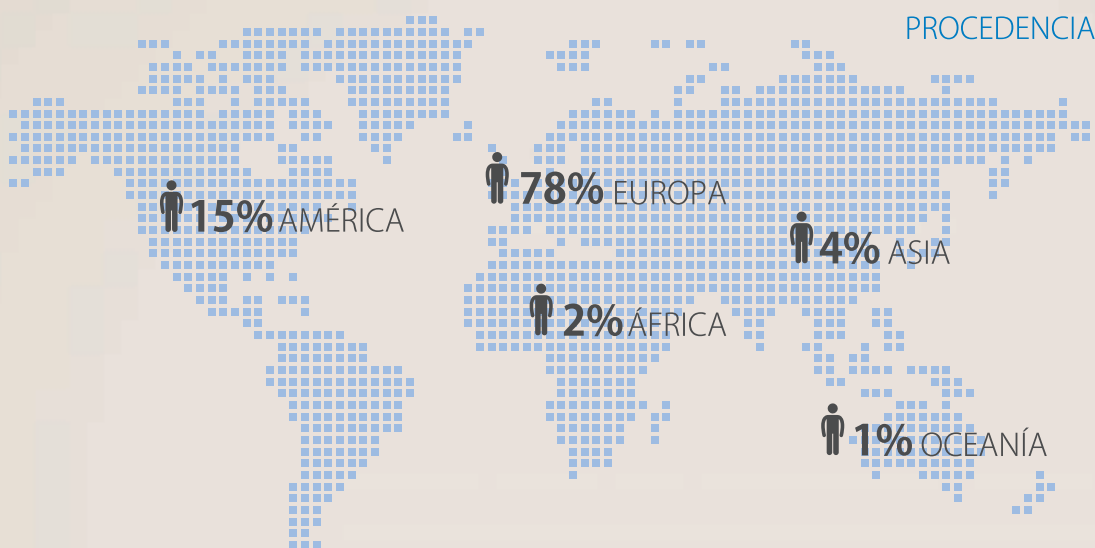 PROCEDENCIA
78% EUROPA
15% AMÉRICA
4% ASIA
2% ÁFRICA
1% OCEANÍA